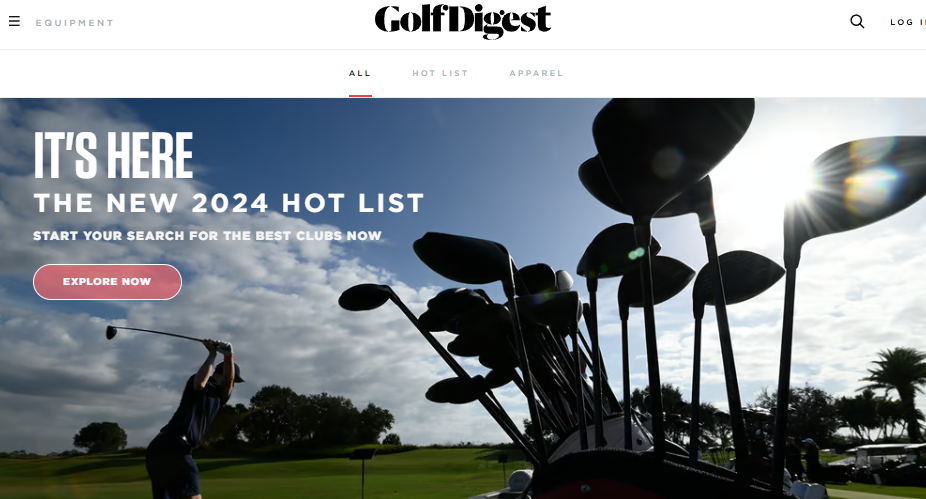 EQUIPMENT
GolfDigest
LOG I
ALL
HOT LIST
APPAREL
IT'S HERE
THE NEW 2024 HOT LIST
START YOUR SEARCH FOR THE BEST CLUBS NOW
EXPLORE NOW